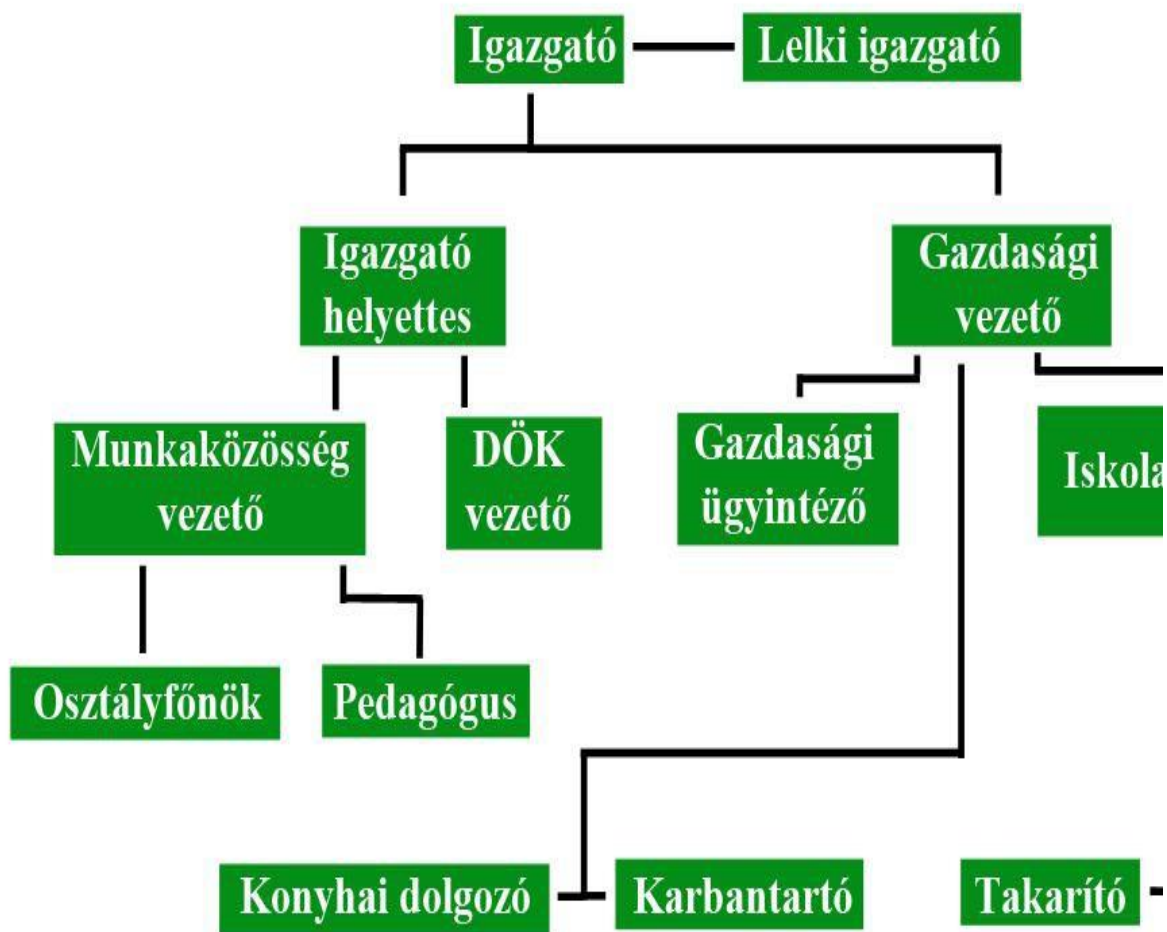 Igazgató
Lelki igazgató
Igazgató
helyettes
Gazdasági
vezető
Munkaközösség
vezető
DÖK
vezető
Gazdasági
ügyintéző
Iskola
Osztályfőnök
Pedagógus
Konyhai dolgozó
Karbantartó
Takarító